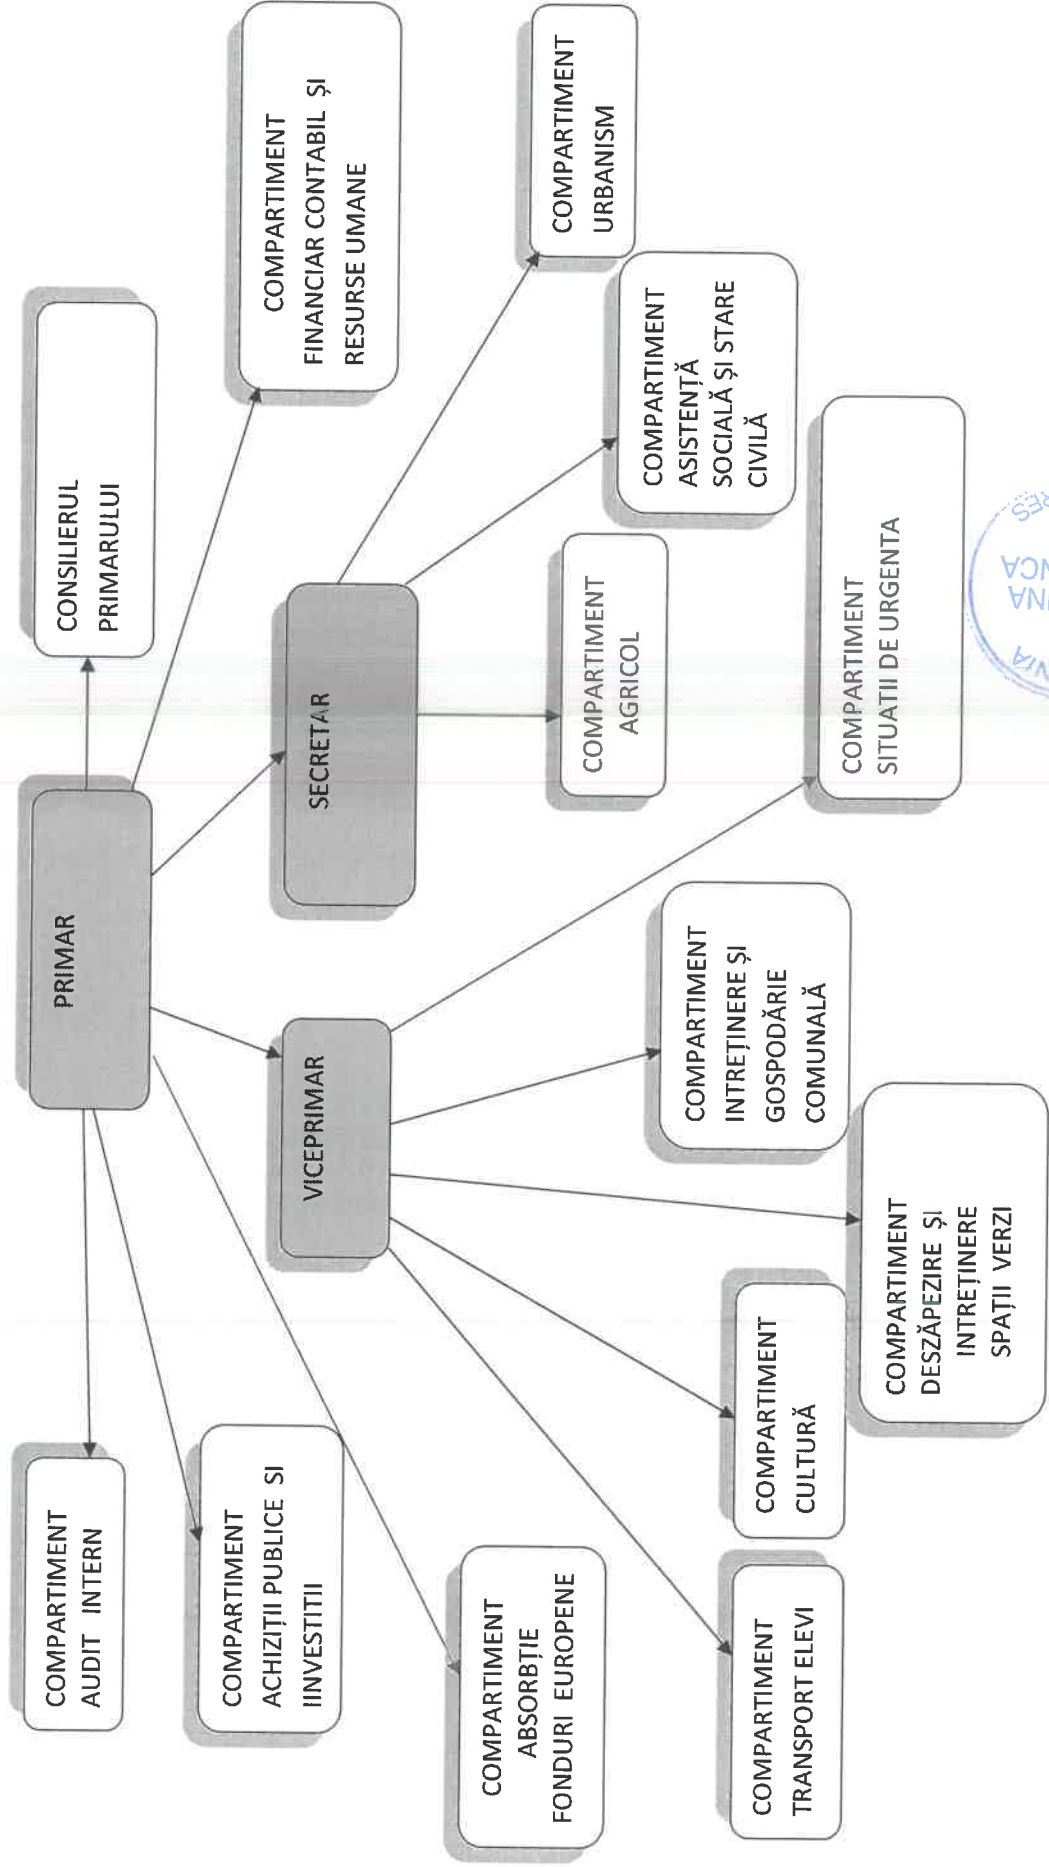 PRIMAR
CONSILIERUL
PRIMARULUI
COMPARTIMENT
AUDIT INTERN
COMPARTIMENT
ACHIZIȚII PUBLICE SI
IINVESTITII
COMPARTIMENT
FINANCIAR CONTABIL ȘI
RESURSE UMANE
VICEPRIMAR
SECRETAR
COMPARTIMENT
ABSORBȚIE
FONDURI EUROPENE
COMPARTIMENT
URBANISM
COMPARTIMENT
AGRICOL
COMPARTIMENT
ASISTENȚĂ
SOCIALĂ ȘI STARE
CIVILĂ
COMPARTIMENT
INTREȚINERE ȘI
GOSPODĂRIE
COMUNALĂ
COMPARTIMENT
TRANSPORT ELEVI
COMPARTIMENT
CULTURĂ
COMPARTIMENT
SITUATII DE URGENTA
COMPARTIMENT
DESZĂPEZIRE ȘI
INTREȚINERE
SPAȚII VERZI